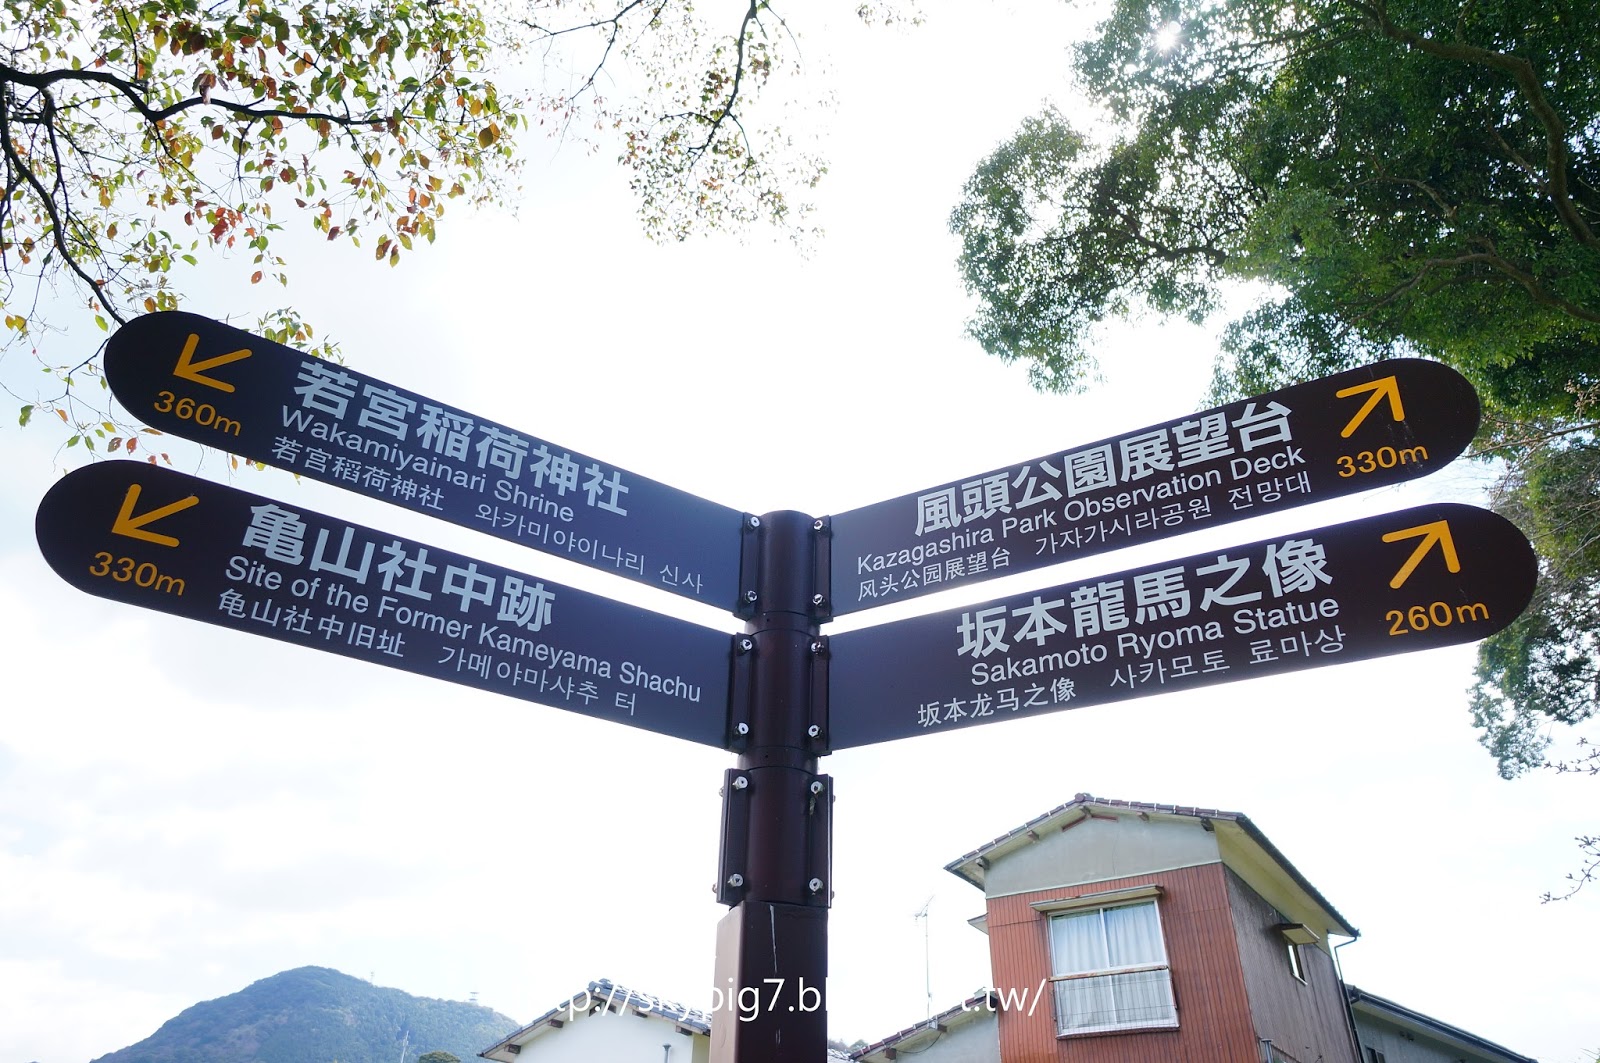 360m
若宮稲荷神社
Wakamiyainari Shrine
若宮稻荷神社 와카미야이나리 신사
330m
亀山社中跡
Site of the Former Kameyama Shachu
龟山社中旧址 가메야마샤추 터
風頭公園展望台
Kazagashira Park Observation Deck
风头公园展望台 가자가시라공원 전망대
330m
坂本龍馬之像
Sakamoto Ryoma Statue
坂本龙马之像 사카모토 료마상
260m